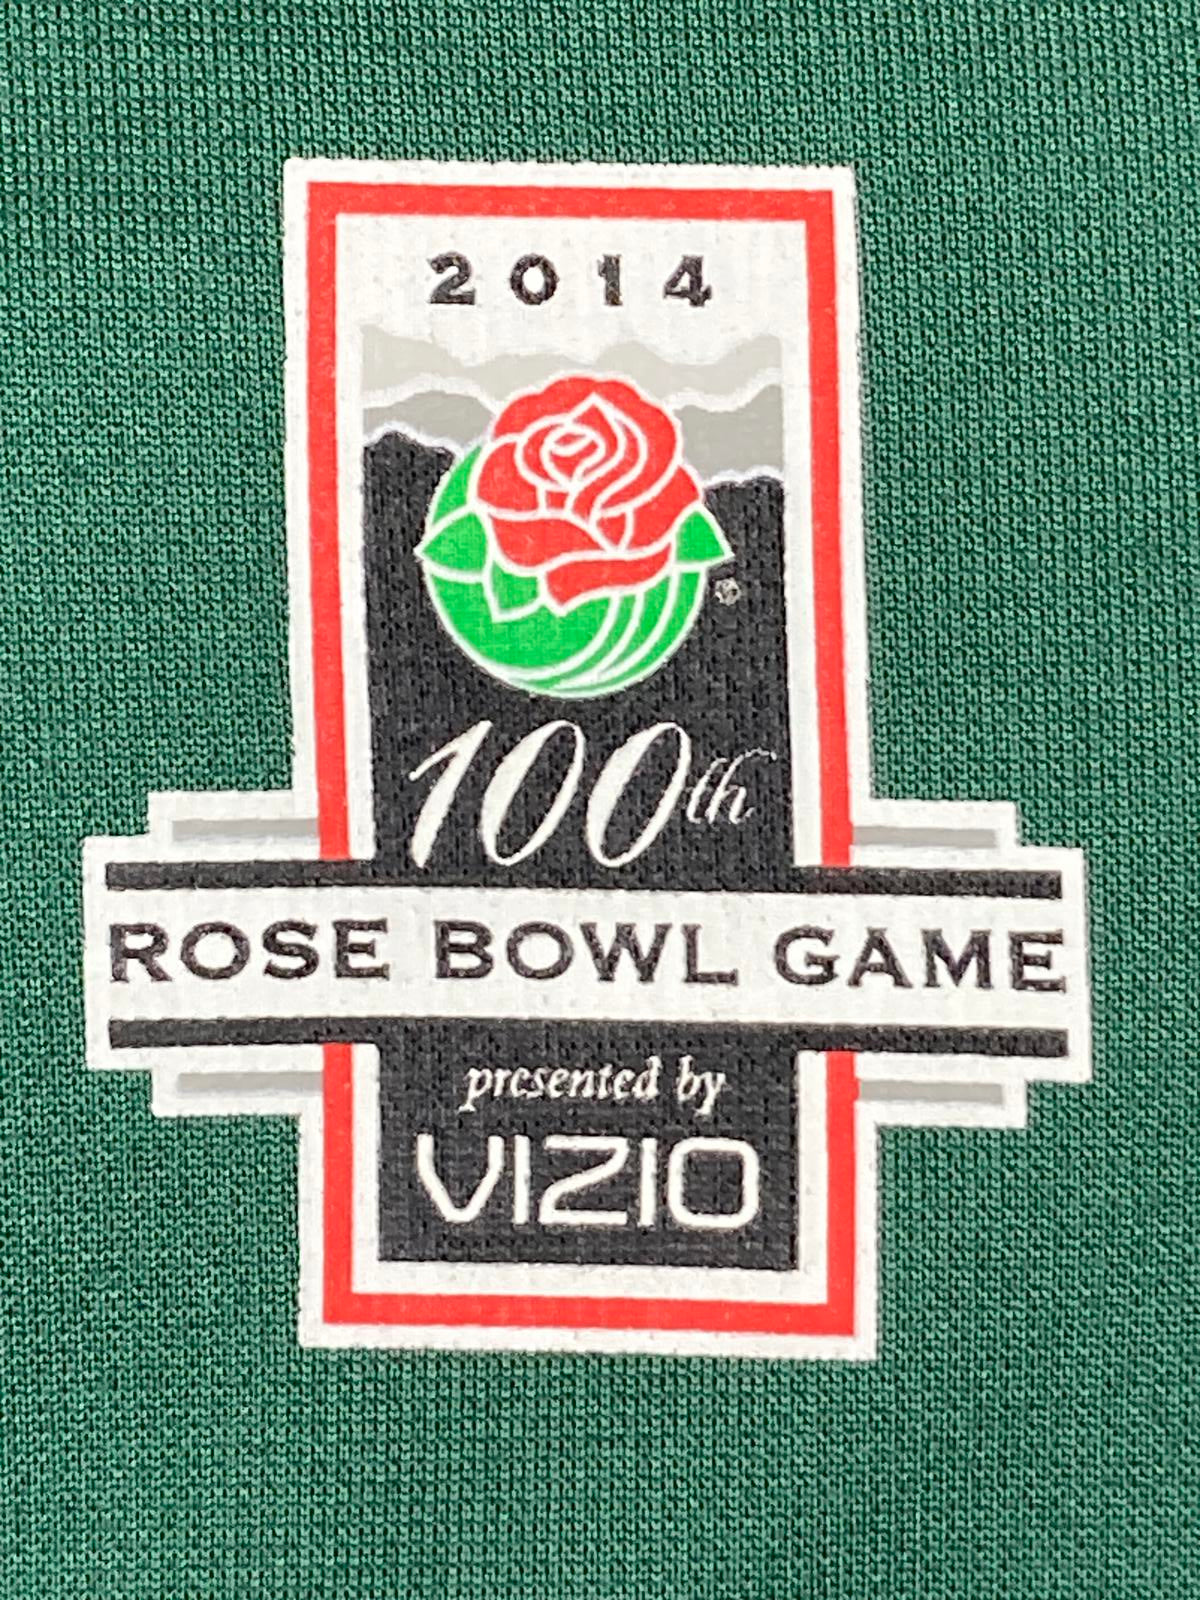 2014
100th
ROSE BOWL GAME
presented by
VIZIO